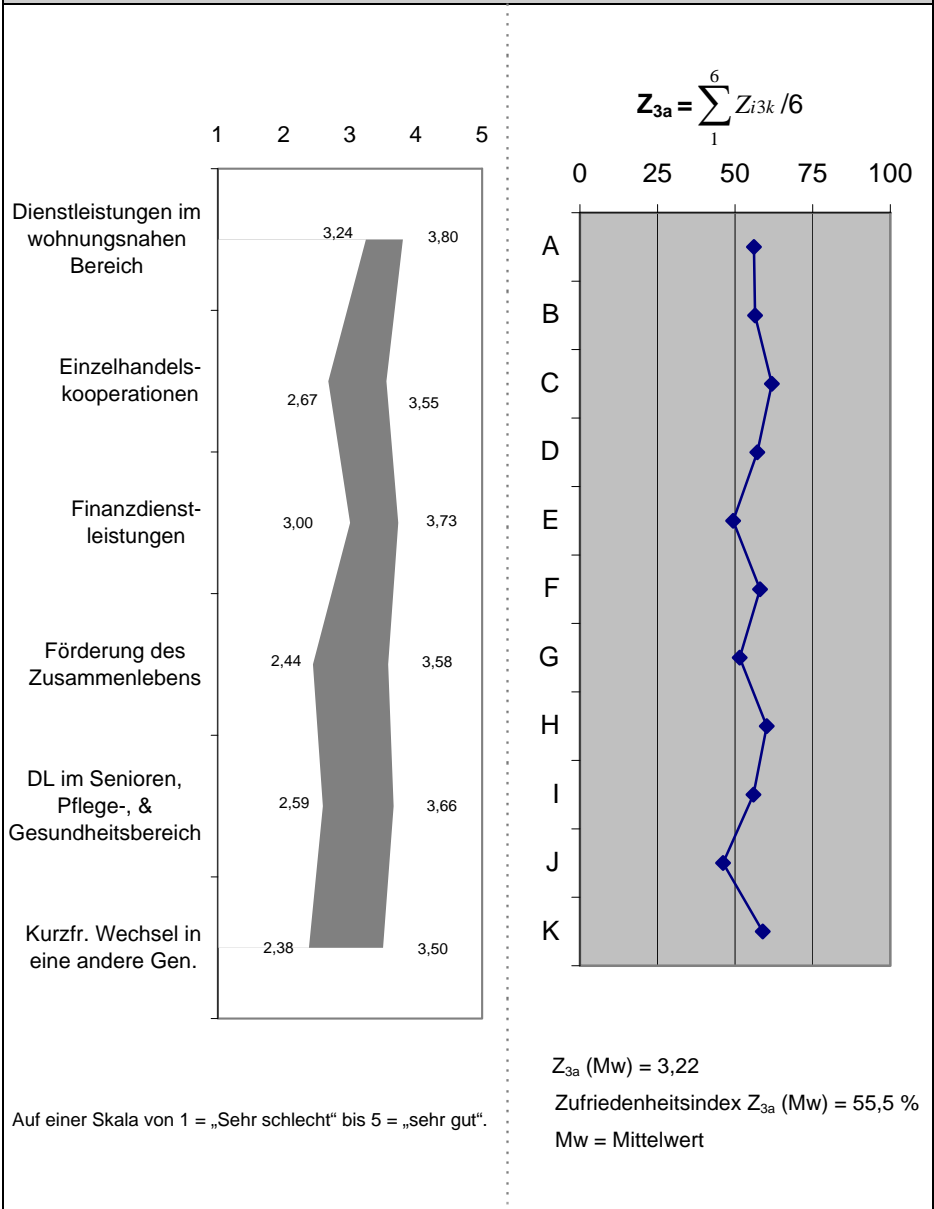 1 2 3 4 5
Dienstleistungen im
wohnungsnahen
Bereich
3,24 3,80
Einzelhandels-
kooperationen
2,67 3,55
Finanzdienst-
leistungen
3,00 3,73
Förderung des
Zusammenlebens
2,44 3,58
DL im Senioren,
Pflege-, &
Gesundheitsbereich
2,59 3,66
Kurzfr. Wechsel in
eine andere Gen.
2,38 3,50
Auf einer Skala von 1 = „Sehr schlecht“ bis 5 = „sehr gut“.
6
Z3a = ∑ Zi3k /6
1
0 25 50 75 100
A
B
C
D
E
F
G
H
I
J
K
Z3a (Mw) = 3,22
Zufriedenheitsindex Z3a (Mw) = 55,5 %
Mw = Mittelwert